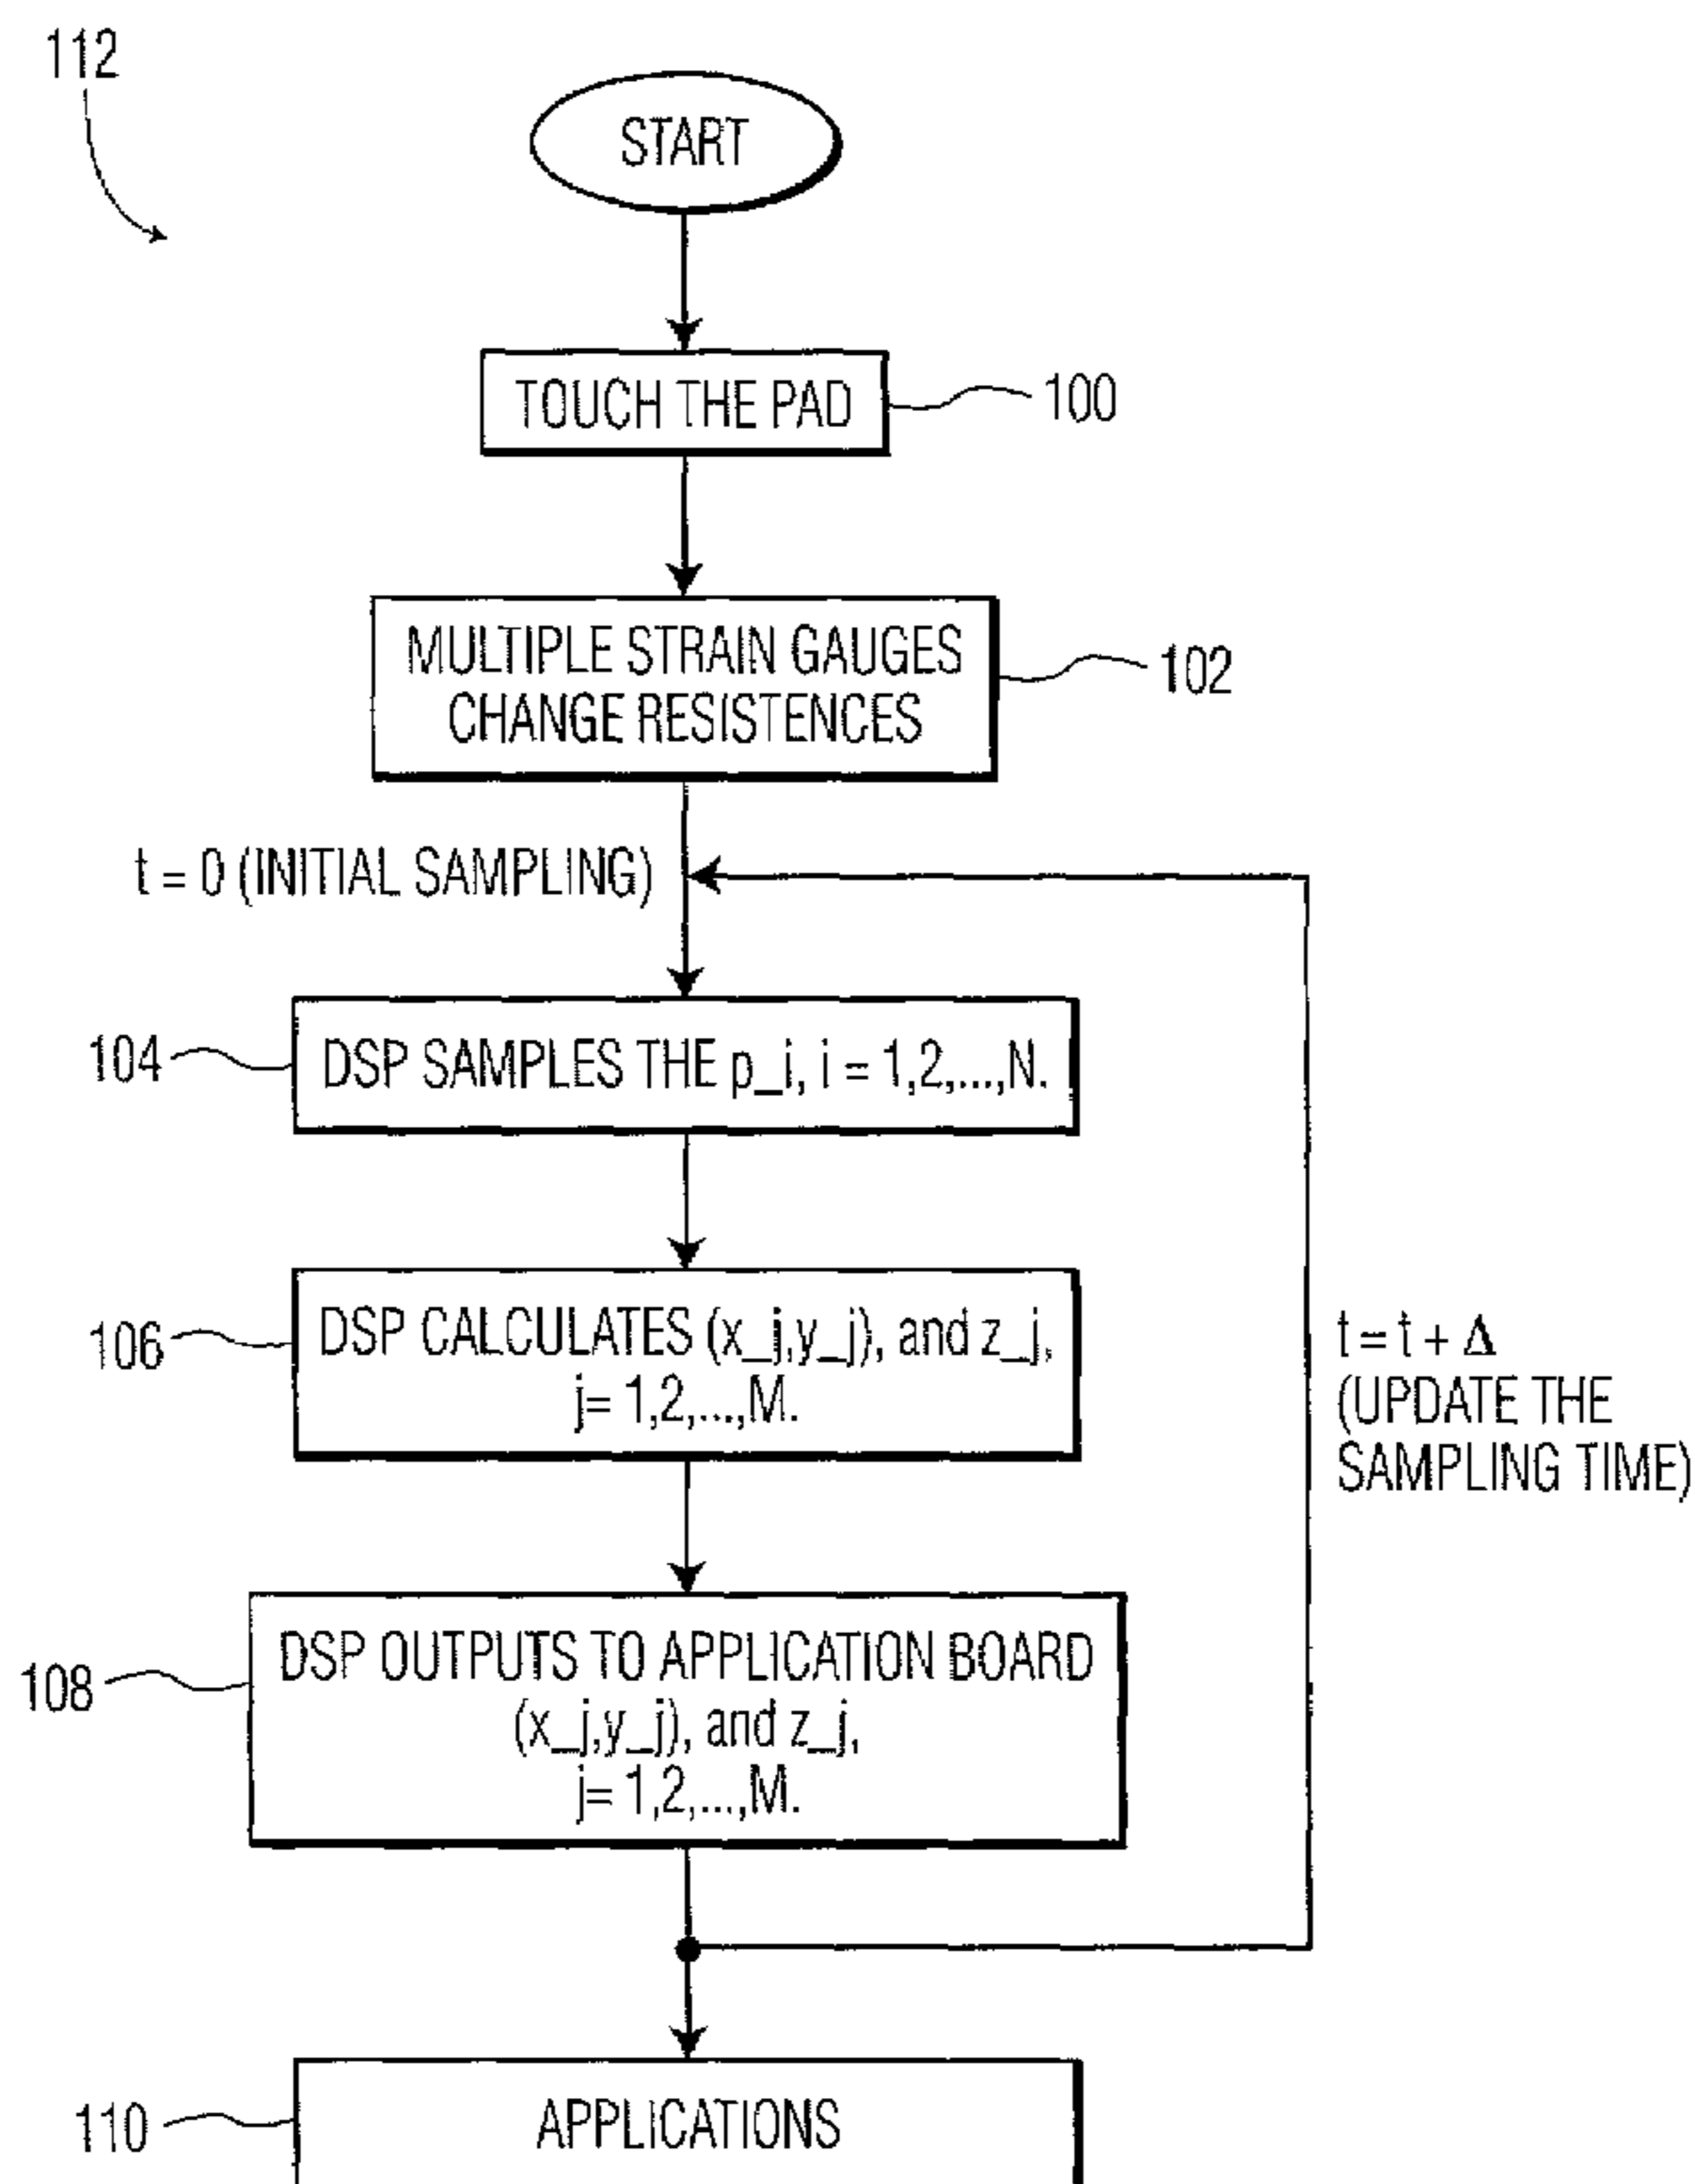 112
START
TOUCH THE PAD
100
MULTIPLE STRAIN GAUGES
CHANGE RESISTENCES
102
t = 0 (INITIAL SAMPLING)
104
DSP SAMPLES THE p_i, i = 1,2,...,N.
106
DSP CALCULATES (x_j,y_j), and z_j,
j= 1,2,...,M.
t = t + Δ
(UPDATE THE
SAMPLING TIME)
108
DSP OUTPUTS TO APPLICATION BOARD
(x_j,y_j), and z_j,
j= 1,2,...,M.
110
APPLICATIONS